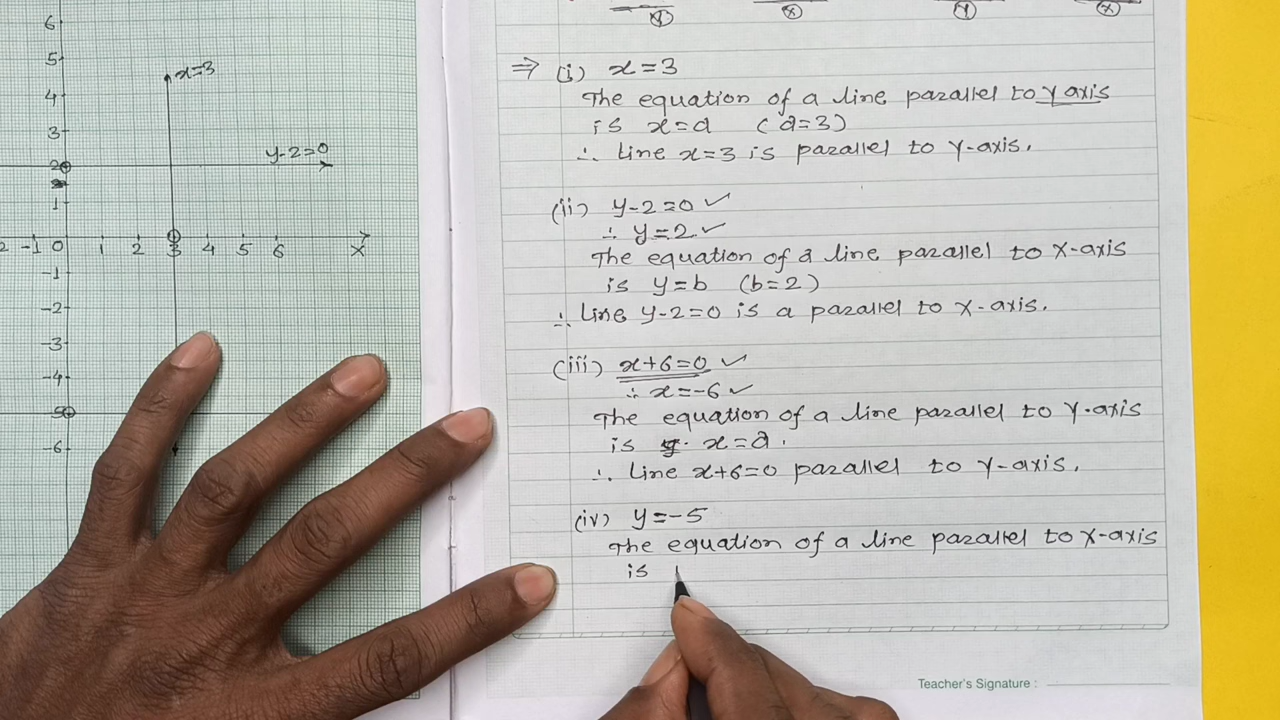 6
5
x=3
4
3
y-2=0
2
1
2 -1 0 1 2 3 4 5 6 X
-1
-2
-3
-4
-5
-6
Y X Y X
⇒ (i) x=3
The equation of a line parallel to Y axis
is x=a (a=3)
∴ Line x=3 is parallel to Y-axis.
(ii) y-2=0 ✓
∴ y=2 ✓
The equation of a line parallel to X-axis
is y=b (b=2)
∴ Line y-2=0 is a parallel to X-axis.
(iii) x+6=0 ✓
∴ x=-6 ✓
The equation of a line parallel to Y-axis
is x=a.
∴ Line x+6=0 parallel to Y-axis.
(iv) y=-5
The equation of a line parallel to X-axis
is
Teacher's Signature :